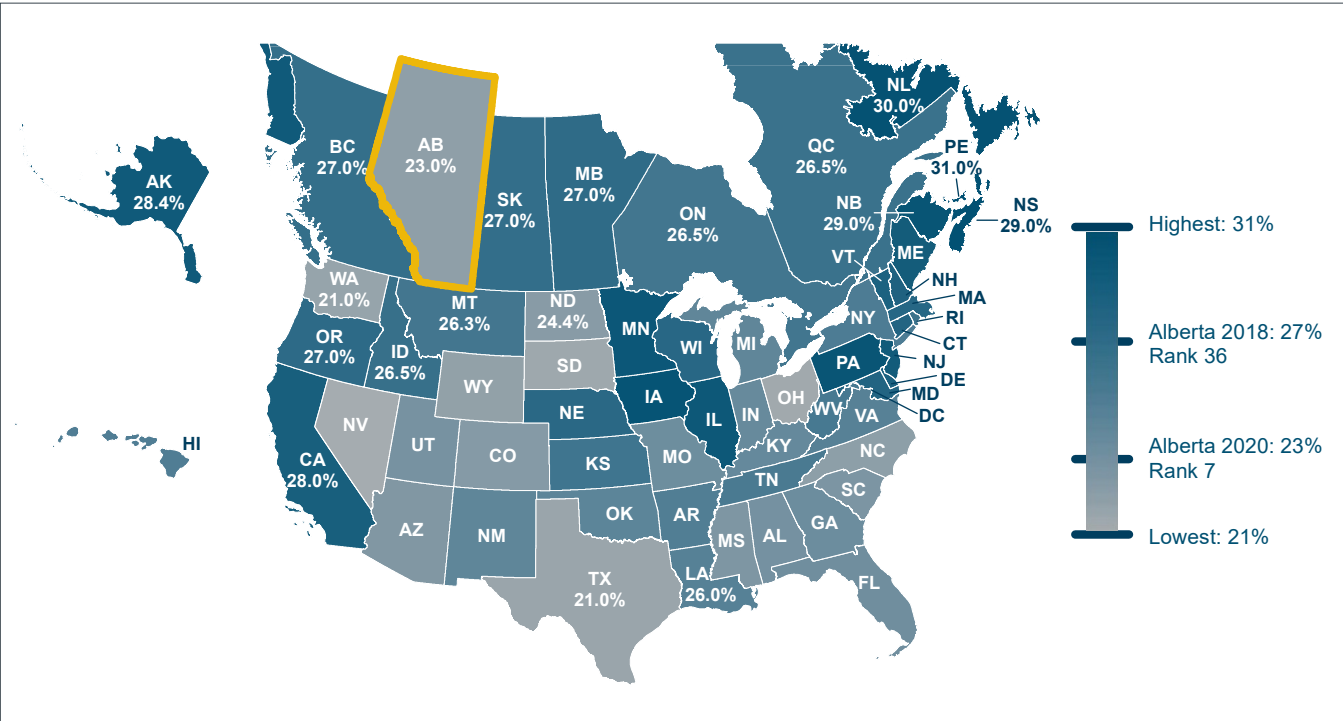 NL
30.0%
PE
31.0%
BC
27.0%
AB
23.0%
QC
26.5%
MB
27.0%
AK
28.4%
SK
27.0%
NB
29.0%
NS
29.0%
ON
26.5%
Highest: 31%
VT
ME
WA
21.0%
NH
MA
MT
26.3%
ND
24.4%
NY
RI
MN
OR
27.0%
Alberta 2018: 27%
Rank 36
WI
MI
CT
ID
26.5%
SD
PA
NJ
WY
DE
IA
OH
MD
NE
WV
DC
IL
IN
VA
NV
HI
UT
KY
Alberta 2020: 23%
Rank 7
CO
MO
NC
CA
28.0%
KS
TN
SC
OK
AR
GA
AZ
NM
MS
AL
Lowest: 21%
TX
21.0%
LA
26.0%
FL